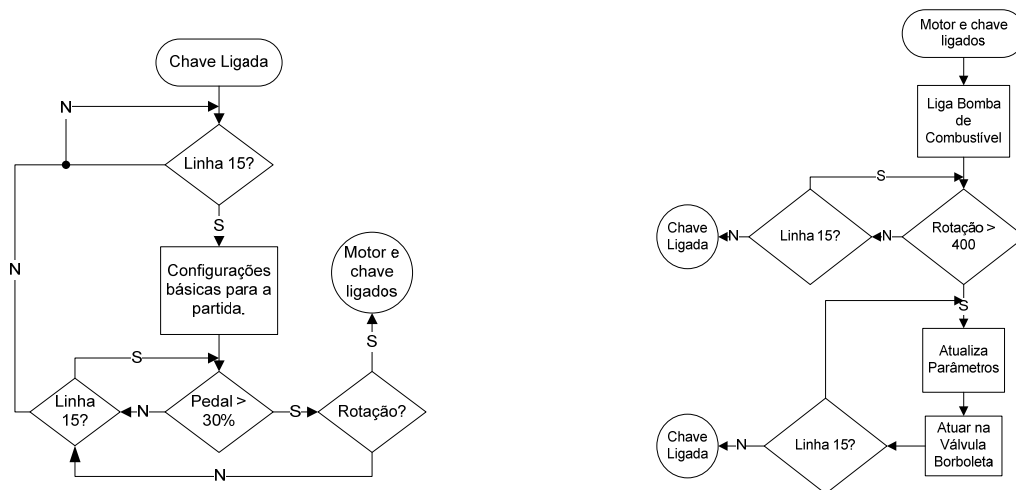 Chave Ligada
N
Linha 15?
S
N
Configurações
básicas para a
partida.
Motor e
chave
ligados
S
S
Linha
15?
N
Pedal >
30%
S
Rotação?
N
Motor e chave
ligados
Liga Bomba
de
Combustível
S
Chave
Ligada
N
Linha 15?
N
Rotação >
400
S
Atualiza
Parâmetros
Chave
Ligada
N
Linha 15?
Atuar na
Válvula
Borboleta